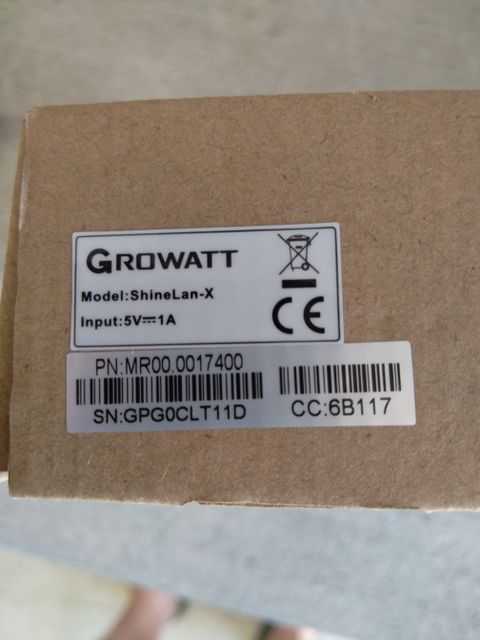 GROWATT
Model:ShineLan-X
Input:5V⎓1A
CE
PN:MR00.0017400
SN:GPG0CLT11D
CC:6B117